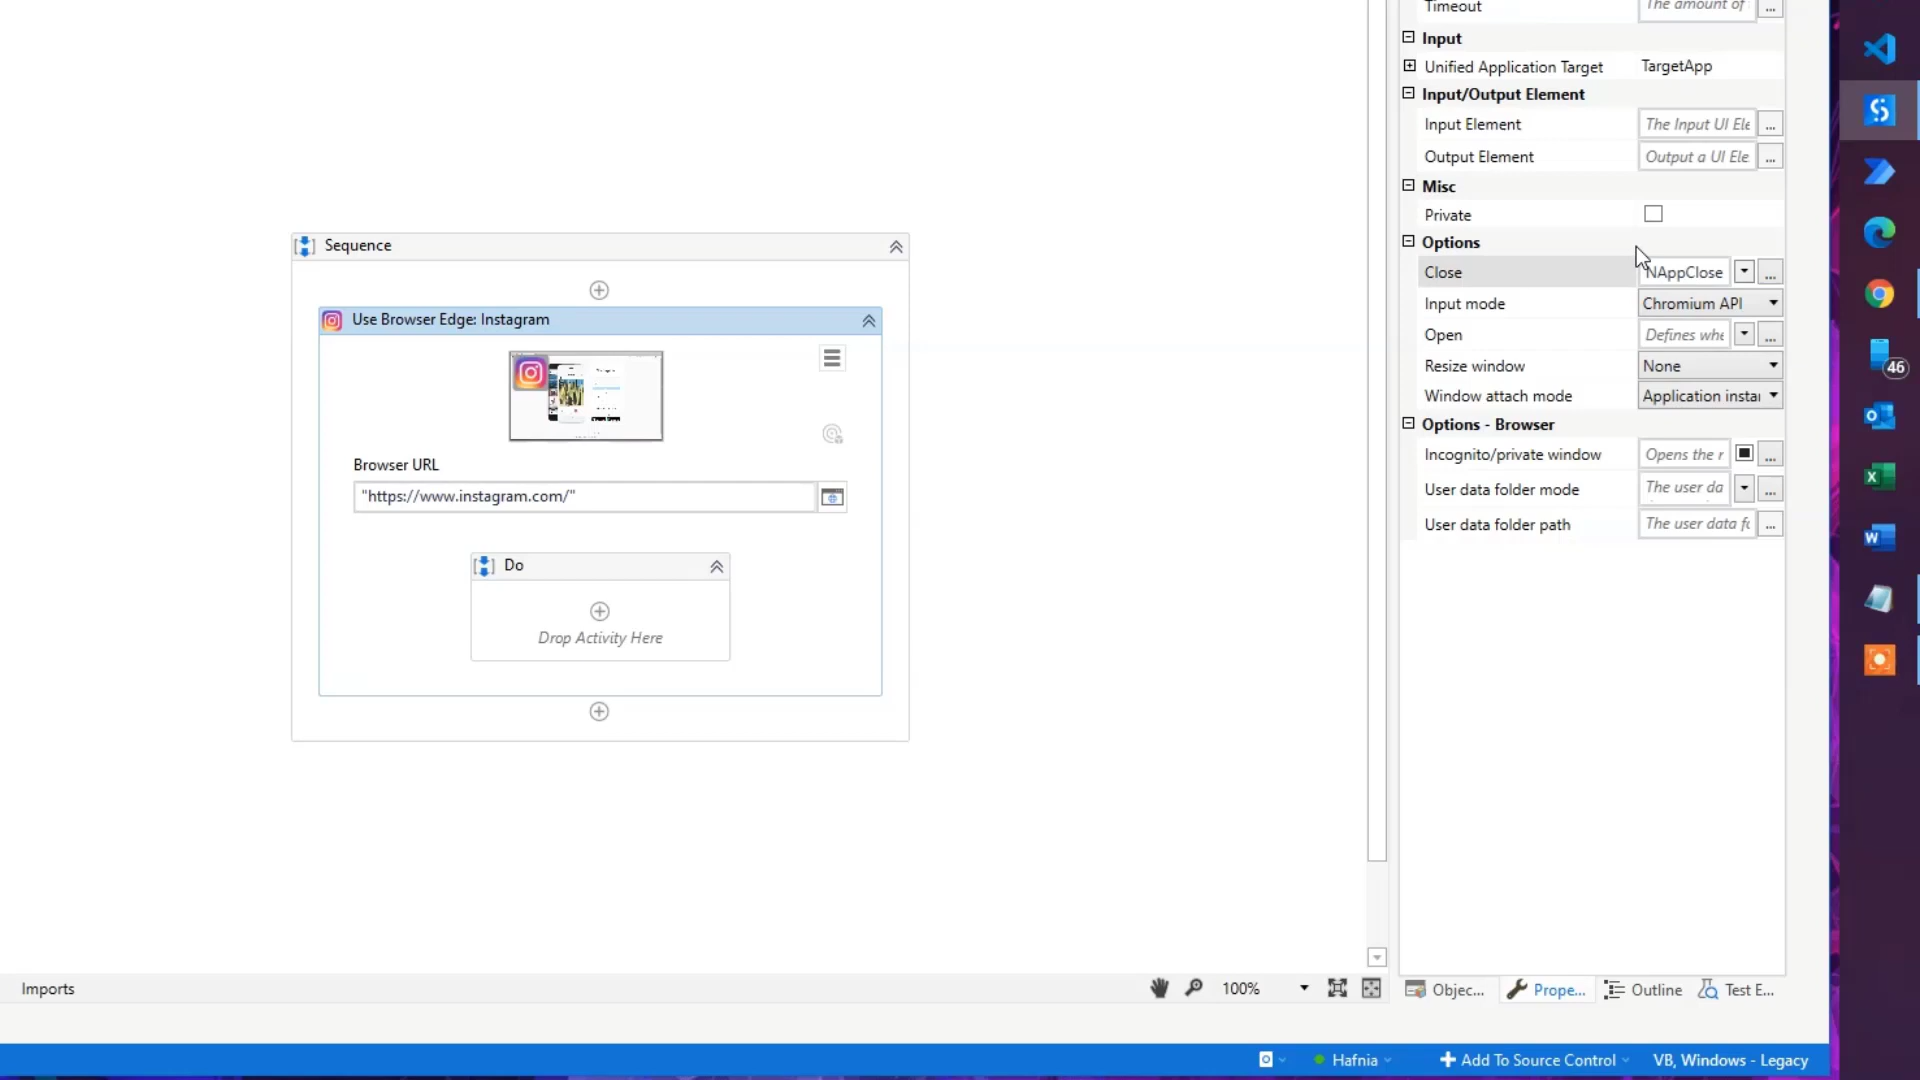 Timeout The amount of ...
Input
Unified Application Target TargetApp
Input/Output Element
Input Element The Input UI Ele ...
Output Element Output a UI Ele ...
Misc
Private
Options
Close NAppClose ...
Input mode Chromium API
Open Defines whe ...
Resize window None
Window attach mode Application instar
Options - Browser
Incognito/private window Opens the r ...
User data folder mode The user da ...
User data folder path The user data fo ...
Sequence
Use Browser Edge: Instagram
Browser URL
"https://www.instagram.com/"
Do
Drop Activity Here
46
Imports
100%
Objec... Prope... Outline Test E...
Hafnia Add To Source Control VB, Windows - Legacy